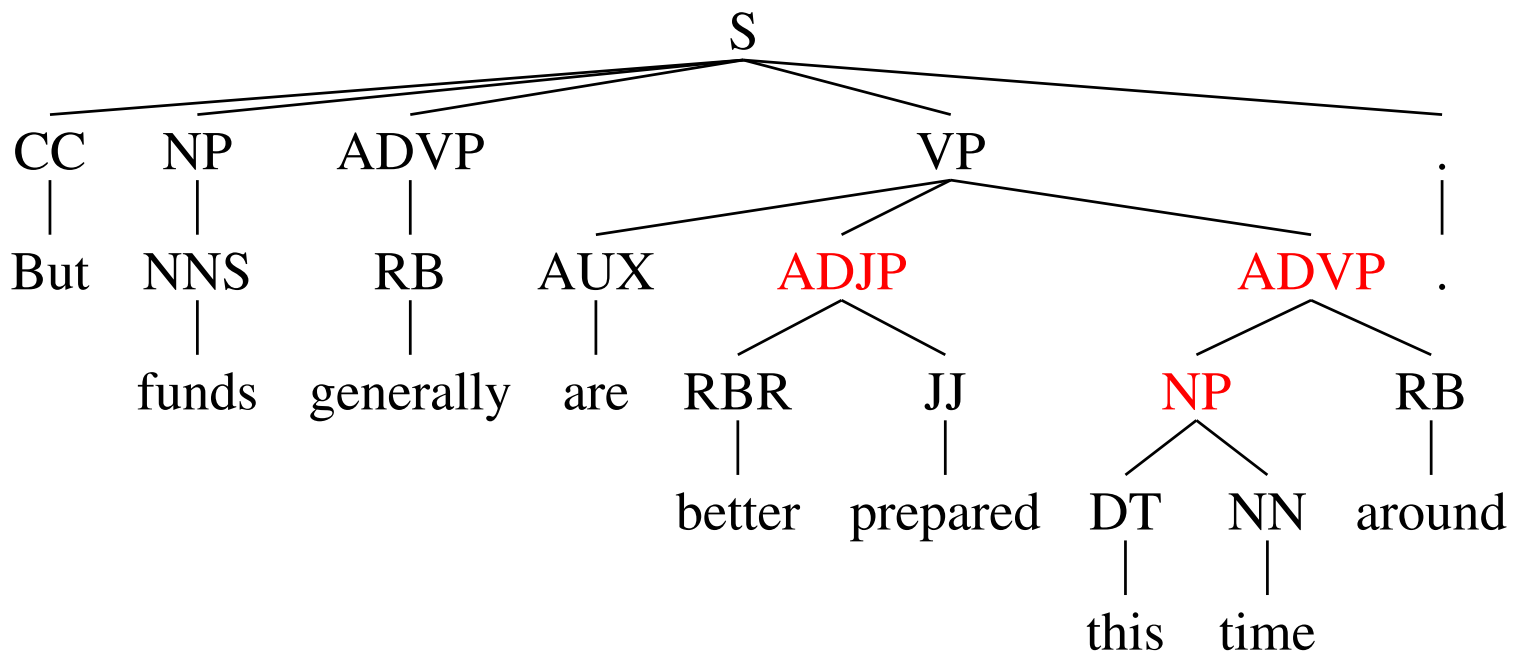 S
CC NP ADVP VP .
But NNS RB AUX ADJP ADVP .
funds generally are RBR JJ NP RB
better prepared DT NN around
this time